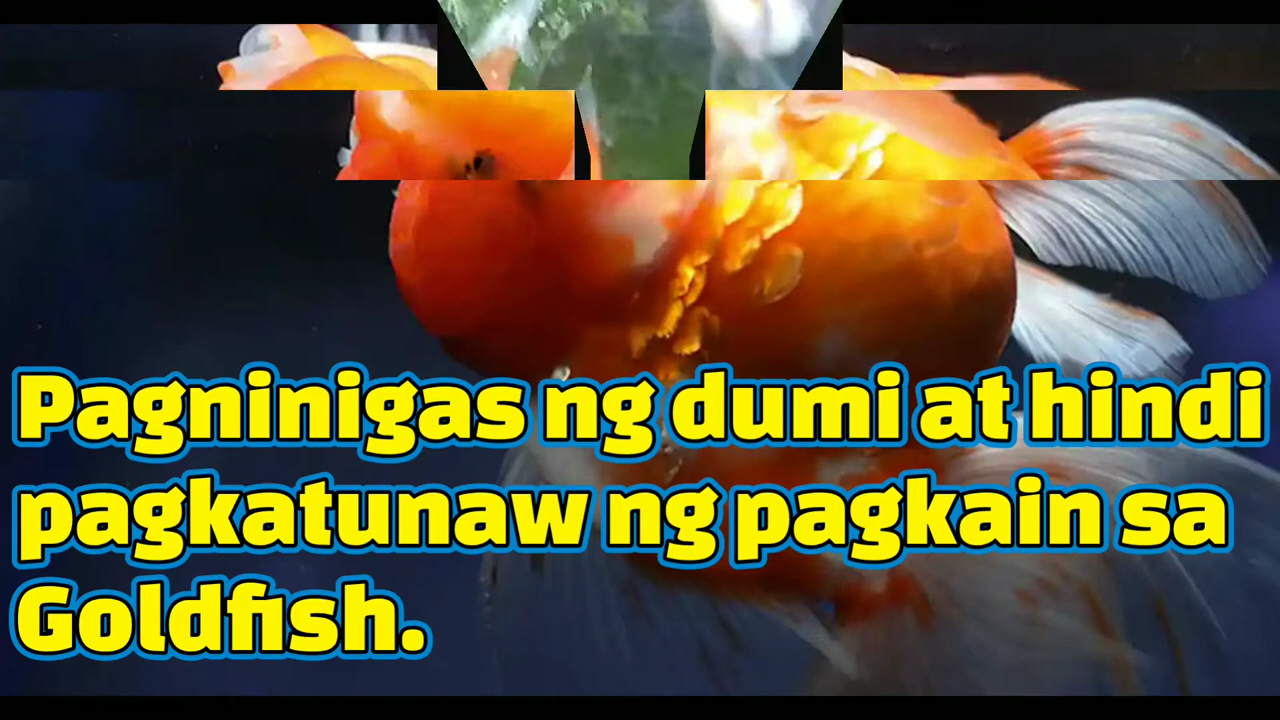 Pagninigas ng dumi at hindi
pagkatunaw ng pagkain sa
Goldfish.